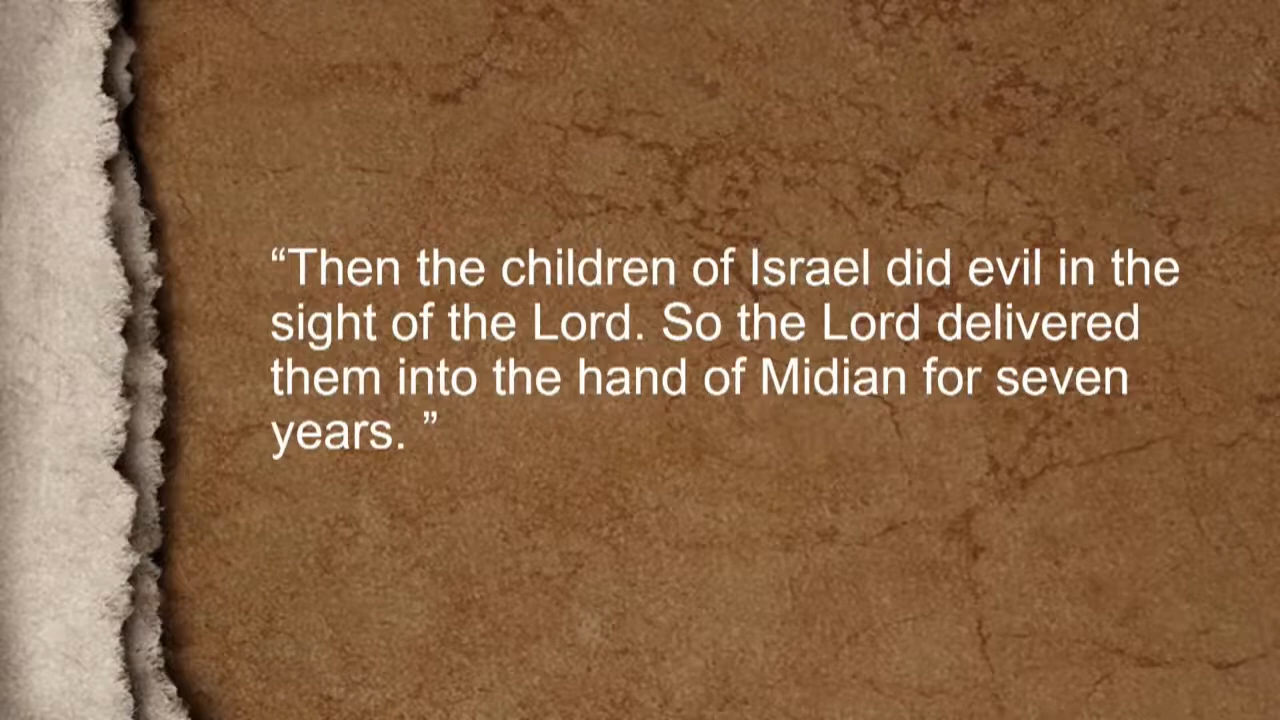 “Then the children of Israel did evil in the
sight of the Lord. So the Lord delivered
them into the hand of Midian for seven
years. ”